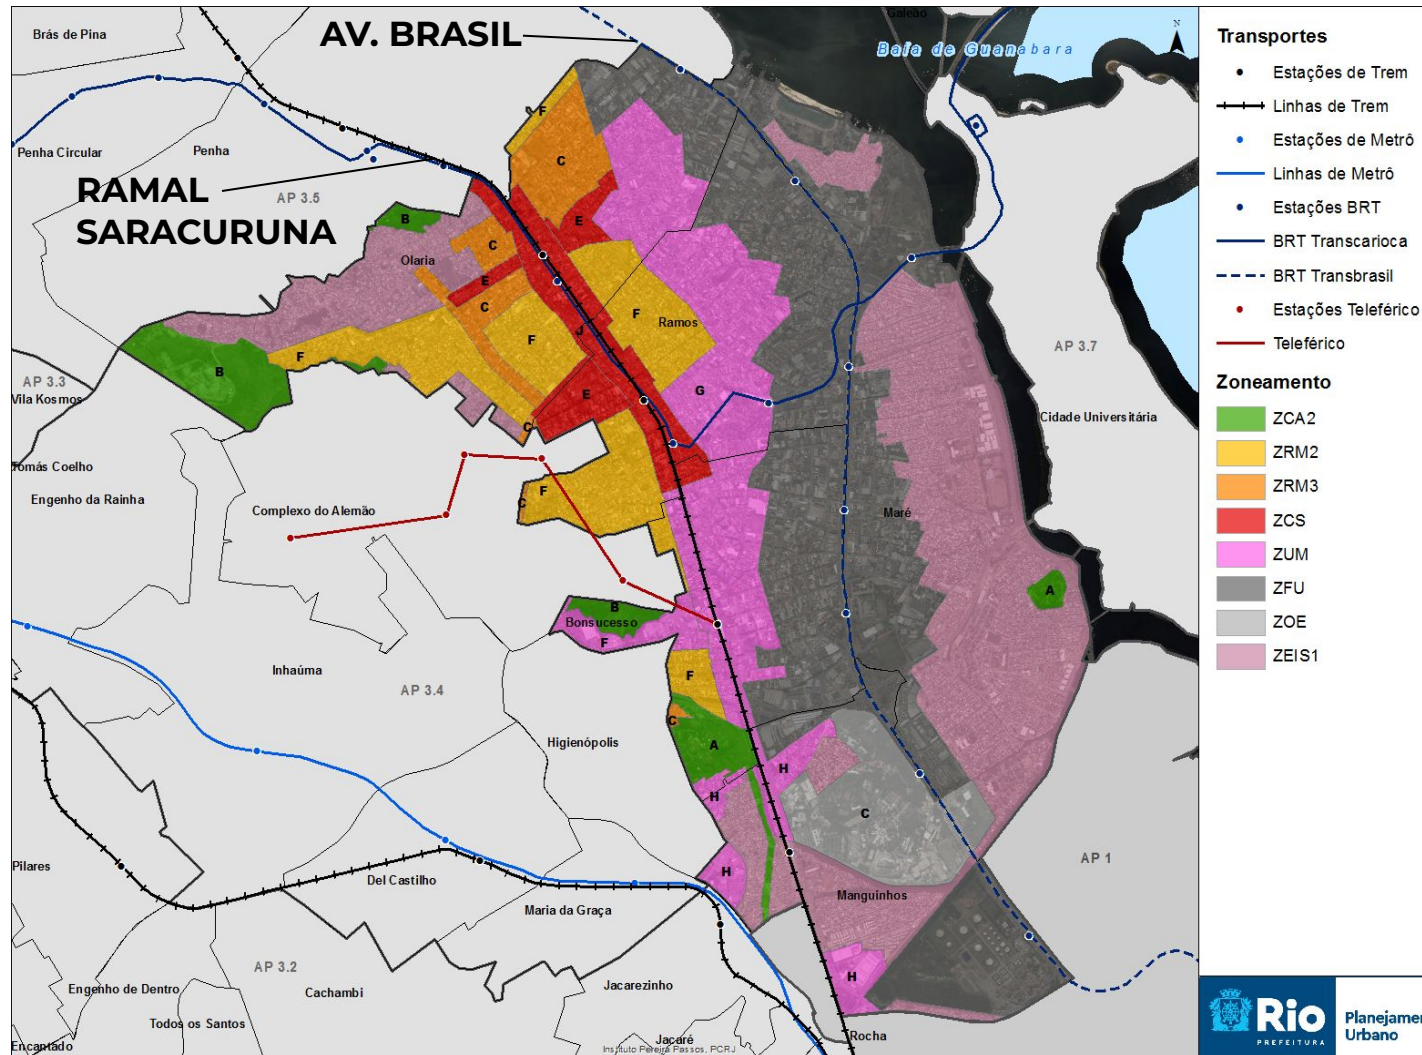 AV. BRASIL
RAMAL
SARACURUNA
Brás de Pina
Galeão
Baía de Guanabara
N
Penha Circular
Penha
AP 3.5
F
C
B
Olaria
C
E
E
C
J
F
F
Ramos
F
B
E
G
C
AP 3.3
Vila Kosmos
AP 3.7
Cidade Universitária
Tomás Coelho
Engenho da Rainha
Complexo do Alemão
C
F
Maré
A
B
Bonsucesso
F
Inhaúma
AP 3.4
F
C
A
Higienópolis
H
H
C
H
Pilares
Del Castilho
Maria da Graça
Manguinhos
AP 1
H
AP 3.2
Engenho de Dentro
Cachambi
Jacarezinho
Todos os Santos
Encantado
Jacaré
Rocha
Instituto Pereira Passos, PCRJ
Transportes
Estações de Trem
Linhas de Trem
Estações de Metrô
Linhas de Metrô
Estações BRT
BRT Transcarioca
BRT Transbrasil
Estações Teleférico
Teleférico
Zoneamento
ZCA2
ZRM2
ZRM3
ZCS
ZUM
ZFU
ZOE
ZEIS1
Rio
PREFEITURA
Planejamen
Urbano